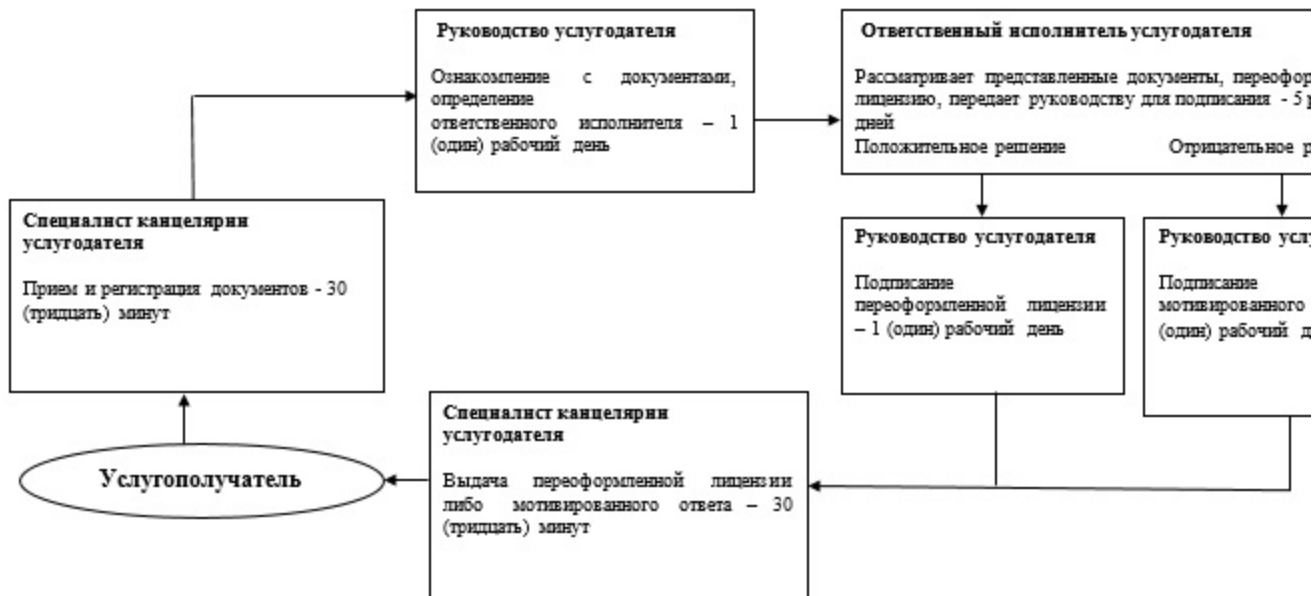 Руководство услугодателя
Ознакомление с документами,
определение
ответственного исполнителя – 1
(один) рабочий день
Ответственный исполнитель услугодателя
Рассматривает представленные документы,
лицензию, передает руководству для подписания - 5
дней
Положительное решение Отрицательное
Специалист канцелярии
услугодателя
Прием и регистрация документов - 30
(тридцать) минут
Руководство услугодателя
Подписание
переоформленной лицензии
– 1 (один) рабочий день
Руководство
Подписание
мотивированного
(один) рабочий
Специалист канцелярии
услугодателя
Выдача переоформленной лицензии
либо мотивированного ответа – 30
(тридцать) минут
Услугополучатель